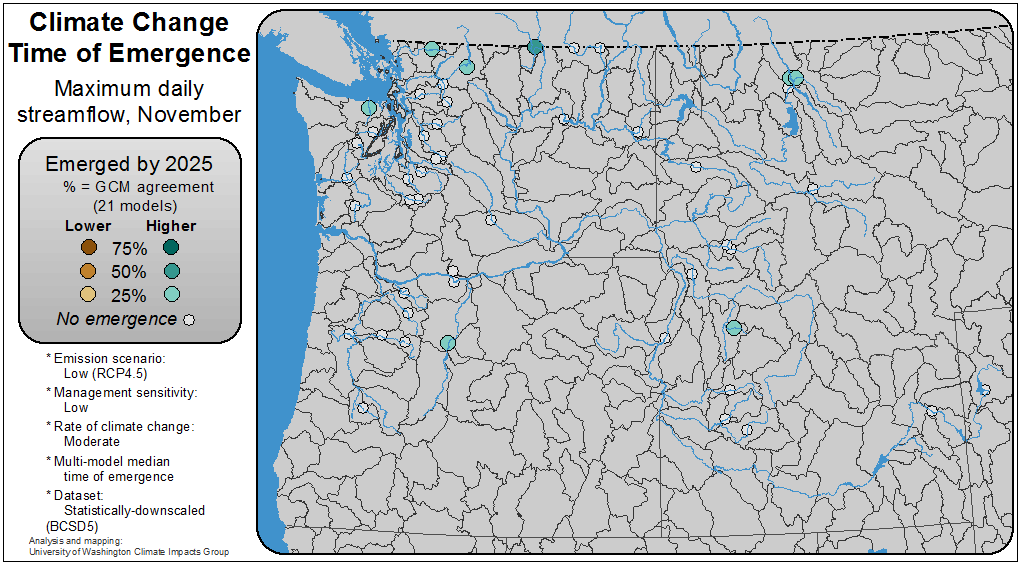 Climate Change
Time of Emergence
Maximum daily
streamflow, November
Emerged by 2025
% = GCM agreement
(21 models)
Lower Higher
75%
50%
25%
No emergence
* Emission scenario:
Low (RCP4.5)
* Management sensitivity:
Low
* Rate of climate change:
Moderate
* Multi-model median
time of emergence
* Dataset:
Statistically-downscaled
(BCSD5)
Analysis and mapping:
University of Washington Climate Impacts Group